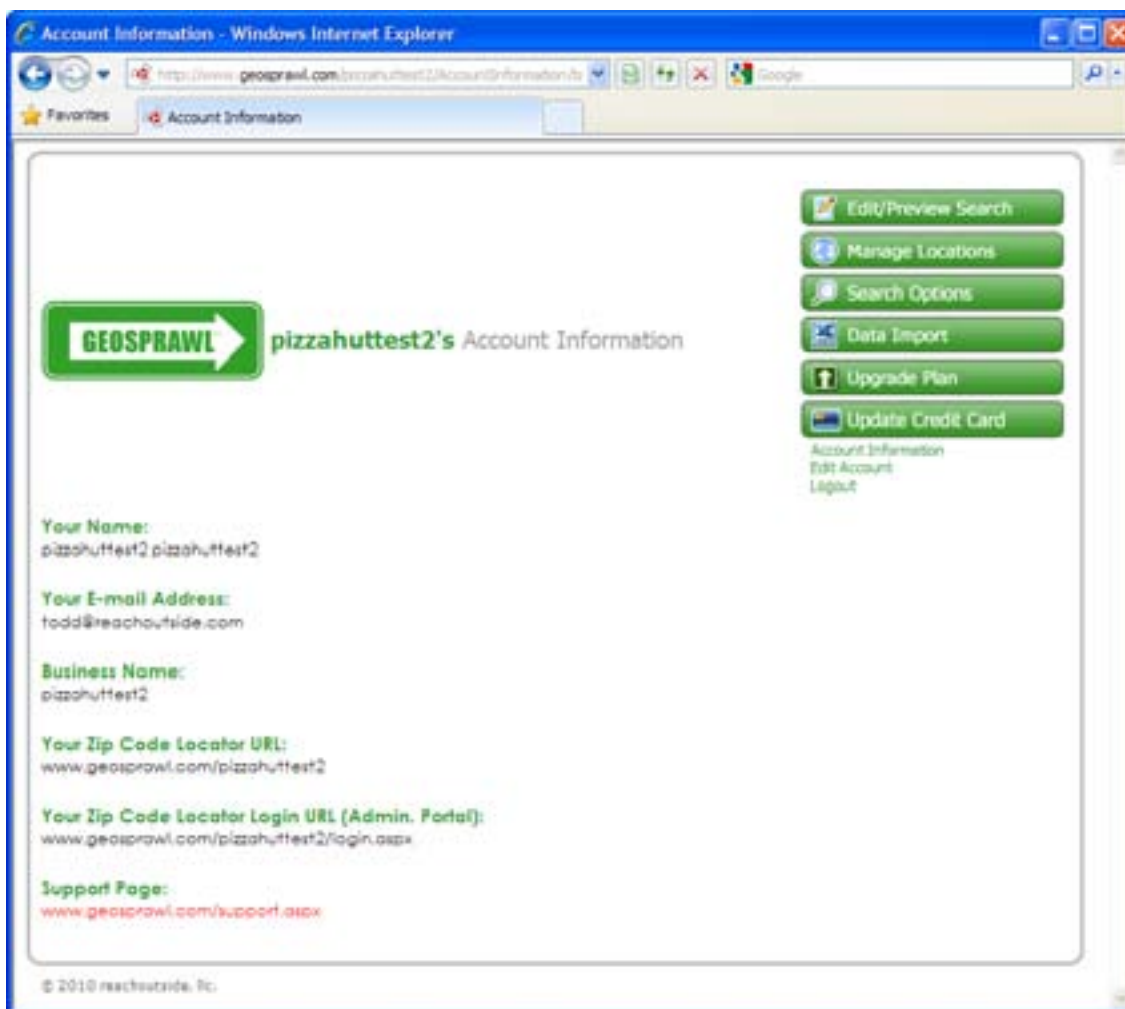 Account Information - Windows Internet Explorer
Google
Favorites
Account Information
Edit/Preview Search
Manage Locations
Search Options
Data Import
Upgrade Plan
Update Credit Card
Account Information
Edit Account
Logout
GEOSPRAWL
pizzahuttest2's Account Information
Your Name:
pizzahuttest2 pizzahuttest2
Your E-mail Address:
todd@reachoutside.com
Business Name:
pizzahuttest2
Your Zip Code Locator URL:
www.geosprawl.com/pizzahuttest2
Your Zip Code Locator Login URL (Admin. Portal):
www.geosprawl.com/pizzahuttest2/login.aspx
Support Page:
www.geosprawl.com/support.aspx
© 2010 reachoutside, llc.